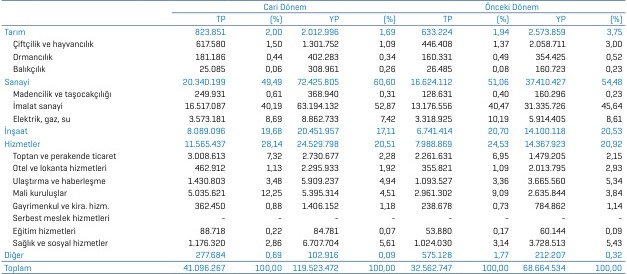 Cari Dönem Önceki Dönem
TP (%) YP (%) TP (%) YP (%)
Tarım 823.851 2,00 2.012.996 1,69 633.224 1,94 2.573.859 3,75
Çiftçilik ve hayvancılık 617.580 1,50 1.301.752 1,09 446.408 1,37 2.058.711 3,00
Ormancılık 181.186 0,44 402.283 0,34 160.331 0,49 354.425 0,52
Balıkçılık 25.085 0,06 308.961 0,26 26.485 0,08 160.723 0,23
Sanayi 20.340.199 49,49 72.425.805 60,60 16.624.112 51,06 37.410.427 54,48
Madencilik ve taşocakçılığı 249.931 0,61 368.940 0,31 128.631 0,40 160.296 0,23
İmalat sanayi 16.517.087 40,19 63.194.132 52,87 13.176.556 40,47 31.335.726 45,64
Elektrik, gaz, su 3.573.181 8,69 8.862.733 7,42 3.318.925 10,19 5.914.405 8,61
İnşaat 8.089.096 19,68 20.451.957 17,11 6.741.414 20,70 14.100.118 20,53
Hizmetler 11.565.437 28,14 24.529.798 20,51 7.988.869 24,53 14.367.923 20,92
Toptan ve perakende ticaret 3.008.613 7,32 2.730.677 2,28 2.261.631 6,95 1.479.205 2,15
Otel ve lokanta hizmetleri 462.912 1,13 2.295.933 1,92 355.821 1,09 2.013.795 2,93
Ulaştırma ve haberleşme 1.430.803 3,48 5.909.237 4,94 1.093.527 3,36 3.665.560 5,34
Mali kuruluşlar 5.035.621 12,25 5.395.314 4,51 2.961.302 9,09 2.635.844 3,84
Gayrimenkul ve kira. hizm. 362.450 0,88 1.406.152 1,18 238.678 0,73 784.862 1,14
Serbest meslek hizmetleri - - - - - - - -
Eğitim hizmetleri 88.718 0,22 84.781 0,07 53.880 0,17 60.144 0,09
Sağlık ve sosyal hizmetler 1.176.320 2,86 6.707.704 5,61 1.024.030 3,14 3.728.513 5,43
Diğer 277.684 0,69 102.916 0,09 575.128 1,77 212.207 0,32
Toplam 41.096.267 100,00 119.523.472 100,00 32.562.747 100,00 68.664.534 100,00